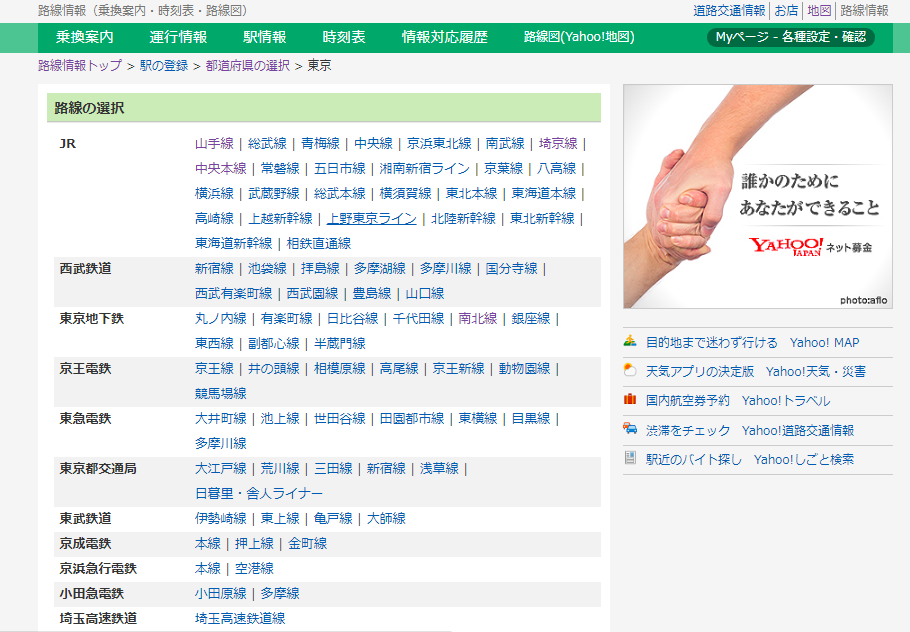 路線情報（乗換案内・時刻表・路線図）
道路交通情報 | お店 | 地図 | 路線情報
乗換案内 運行情報 駅情報 時刻表 情報対応履歴 路線図(Yahoo!地図) Myページ - 各種設定・確認
路線情報トップ > 駅の登録 > 都道府県の選択 > 東京
路線の選択
JR 山手線 | 総武線 | 青梅線 | 中央線 | 京浜東北線 | 南武線 | 埼京線 |
中央本線 | 常磐線 | 五日市線 | 湘南新宿ライン | 京葉線 | 八高線 |
横浜線 | 武蔵野線 | 総武本線 | 横須賀線 | 東北本線 | 東海道本線 |
高崎線 | 上越新幹線 | 上野東京ライン | 北陸新幹線 | 東北新幹線 |
東海道新幹線 | 相鉄直通線
西武鉄道 新宿線 | 池袋線 | 拝島線 | 多摩湖線 | 多摩川線 | 国分寺線 |
西武有楽町線 | 西武園線 | 豊島線 | 山口線
東京地下鉄 丸ノ内線 | 有楽町線 | 日比谷線 | 千代田線 | 南北線 | 銀座線 |
東西線 | 副都心線 | 半蔵門線
京王電鉄 京王線 | 井の頭線 | 相模原線 | 高尾線 | 京王新線 | 動物園線 |
競馬場線
東急電鉄 大井町線 | 池上線 | 世田谷線 | 田園都市線 | 東横線 | 目黒線 |
多摩川線
東京都交通局 大江戸線 | 荒川線 | 三田線 | 新宿線 | 浅草線 |
日暮里・舎人ライナー
東武鉄道 伊勢崎線 | 東上線 | 亀戸線 | 大師線
京成電鉄 本線 | 押上線 | 金町線
京浜急行電鉄 本線 | 空港線
小田急電鉄 小田原線 | 多摩線
埼玉高速鉄道 埼玉高速鉄道線
誰かのために
あなたができること
YAHOO! JAPAN ネット募金
photo:aflo
目的地まで迷わず行ける Yahoo! MAP
天気アプリの決定版 Yahoo!天気・災害
国内航空券予約 Yahoo!トラベル
渋滞をチェック Yahoo!道路交通情報
駅近のバイト探し Yahoo!しごと検索